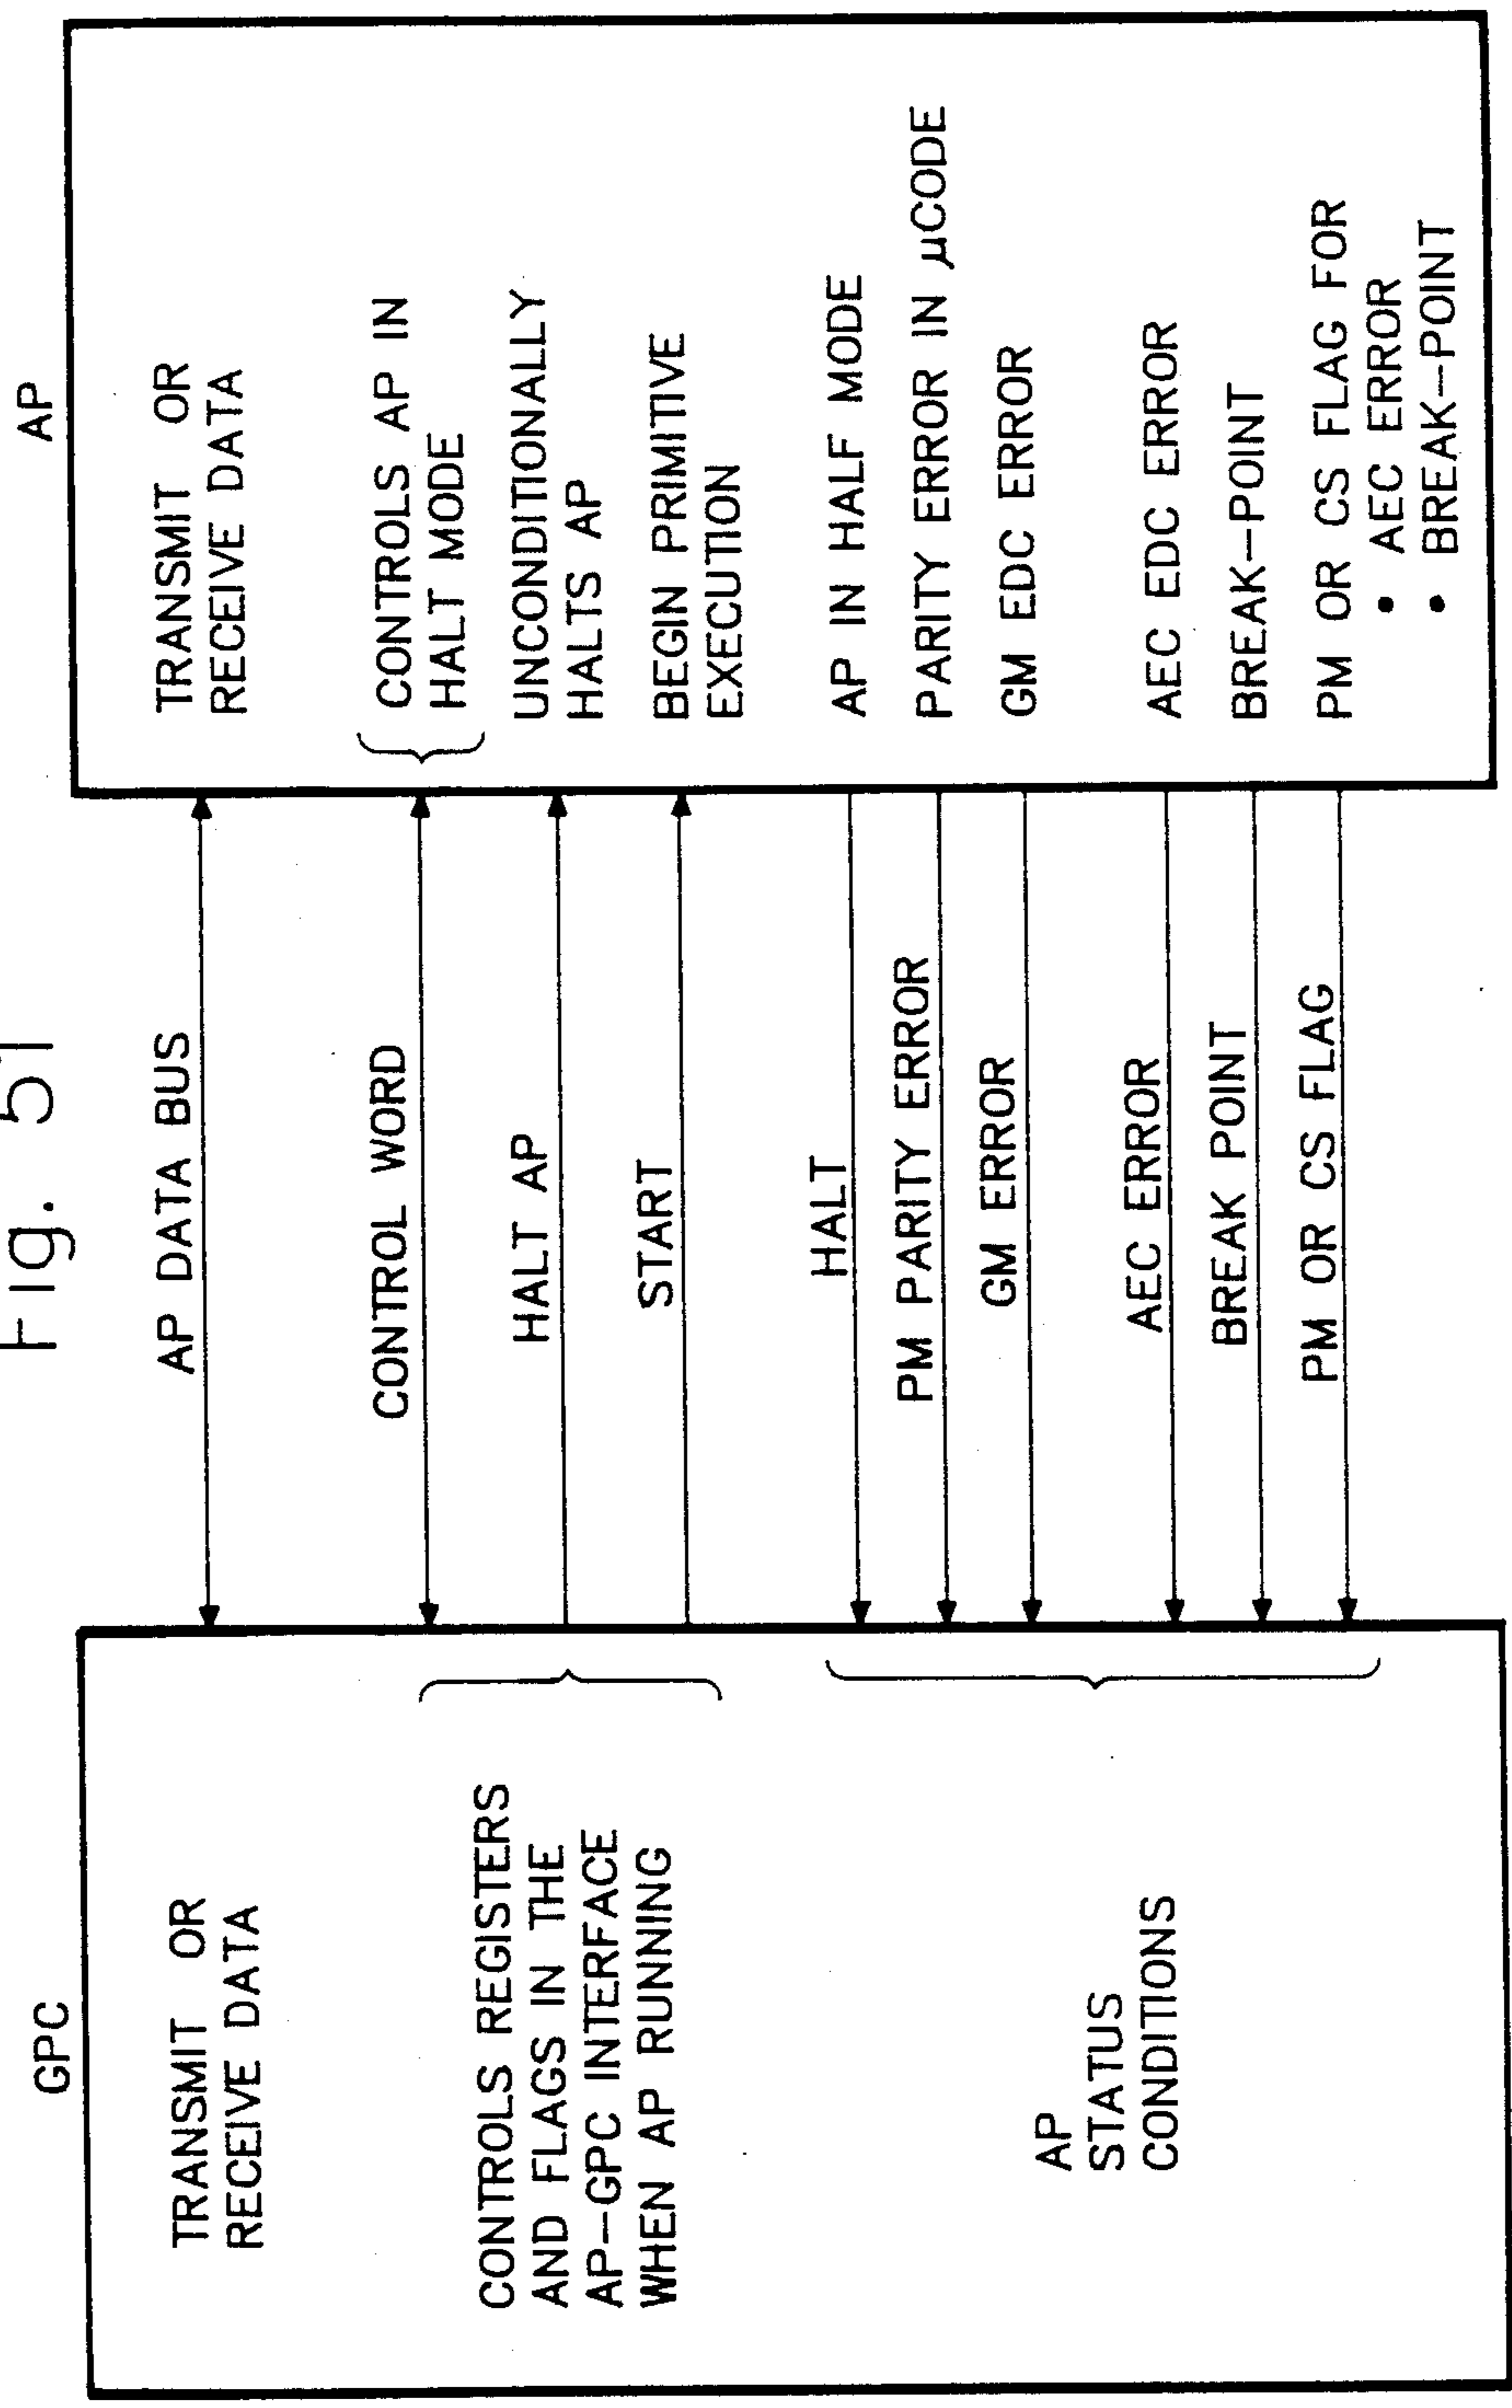 Fig. 51
GPC
TRANSMIT OR
RECEIVE DATA
CONTROLS REGISTERS
AND FLAGS IN THE
AP-GPC INTERFACE
WHEN AP RUNNING
AP
STATUS
CONDITIONS
AP DATA BUS
CONTROL WORD
HALT AP
START
HALT
PM PARITY ERROR
GM ERROR
AEC ERROR
BREAK POINT
PM OR CS FLAG
AP
TRANSMIT OR
RECEIVE DATA
CONTROLS AP IN
HALT MODE
UNCONDITIONALLY
HALTS AP
BEGIN PRIMITIVE
EXECUTION
AP IN HALF MODE
PARITY ERROR IN µCODE
GM EDC ERROR
AEC EDC ERROR
BREAK-POINT
PM OR CS FLAG FOR
• AEC ERROR
• BREAK-POINT